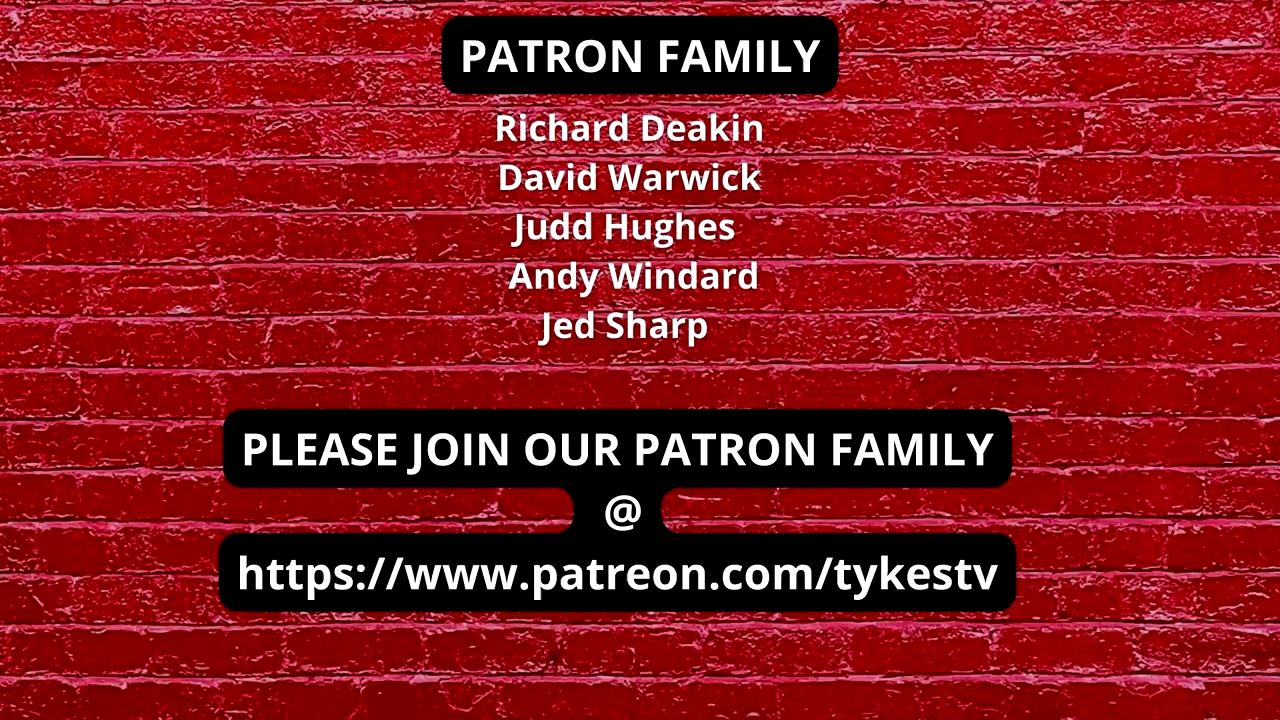 PATRON FAMILY
Richard Deakin
David Warwick
Judd Hughes
Andy Windard
Jed Sharp
PLEASE JOIN OUR PATRON FAMILY
@
https://www.patreon.com/tykestv